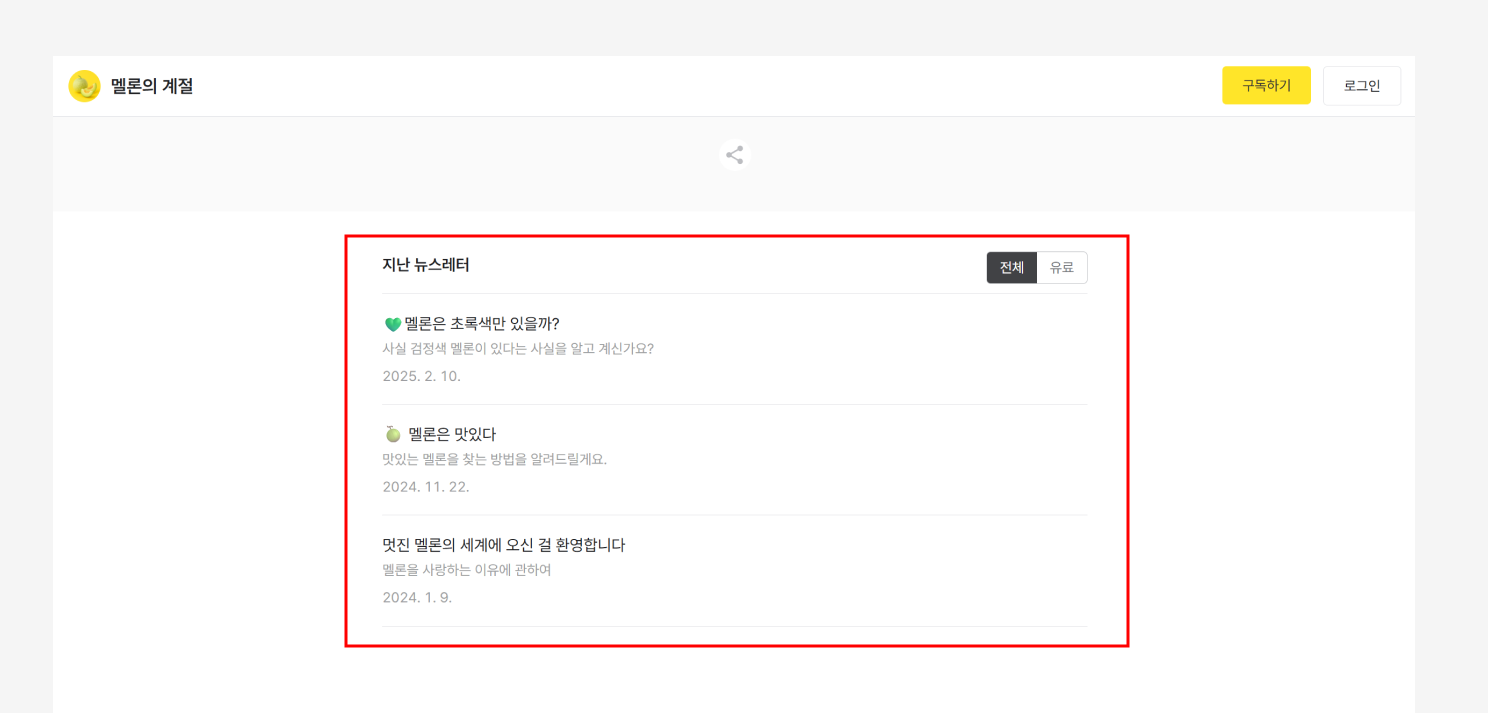 멜론의 계절
구독하기
로그인
지난 뉴스레터
전체
유료
💚멜론은 초록색만 있을까?
사실 검정색 멜론이 있다는 사실을 알고 계신가요?
2025. 2. 10.
🍈 멜론은 맛있다
맛있는 멜론을 찾는 방법을 알려드릴게요.
2024. 11. 22.
멋진 멜론의 세계에 오신 걸 환영합니다
멜론을 사랑하는 이유에 관하여
2024. 1. 9.